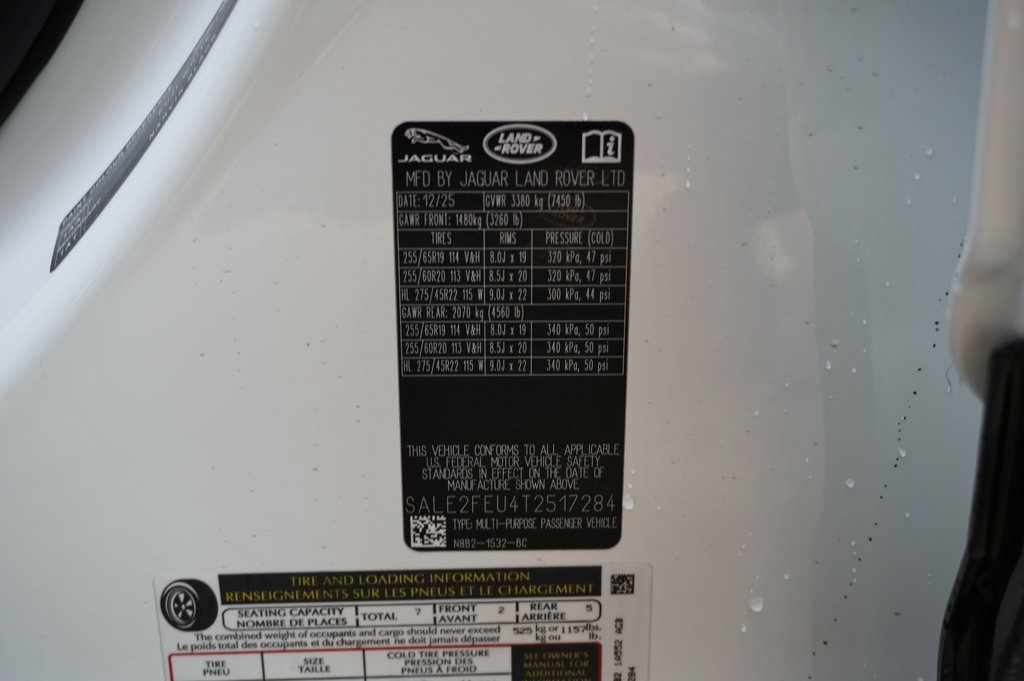 JAGUAR LAND ROVER
MFD BY JAGUAR LAND ROVER LTD
DATE: 12/25 GVWR 3380 kg (7450 lb)
GAWR FRONT: 1480kg (3260 lb)
TIRES RIMS PRESSURE (COLD)
255/65R19 114 V&H 8.0J x 19 320 kPa, 47 psi
255/60R20 113 V&H 8.5J x 20 320 kPa, 47 psi
HL 275/45R22 115 W 9.0J x 22 300 kPa, 44 psi
GAWR REAR: 2070 kg (4560 lb)
255/65R19 114 V&H 8.0J x 19 340 kPa, 50 psi
255/60R20 113 V&H 8.5J x 20 340 kPa, 50 psi
HL 275/45R22 115 W 9.0J x 22 340 kPa, 50 psi
THIS VEHICLE CONFORMS TO ALL APPLICABLE
U.S. FEDERAL MOTOR VEHICLE SAFETY
STANDARDS IN EFFECT ON THE DATE OF
MANUFACTURE SHOWN ABOVE
SALE2FEU4T2517284
TYPE: MULTI-PURPOSE PASSENGER VEHICLE
N8B2-1532-BC
TIRE AND LOADING INFORMATION
RENSEIGNEMENTS SUR LES PNEUS ET LE CHARGEMENT
SEATING CAPACITY TOTAL 7 FRONT 2 REAR 5
NOMBRE DE PLACES AVANT ARRIÈRE
The combined weight of occupants and cargo should never exceed 525 kg or 1157 lbs.
Le poids total des occupants et du chargement ne doit jamais dépasser kg ou lb.
TIRE SIZE COLD TIRE PRESSURE SEE OWNER'S
PNEU TAILLE PRESSION DES MANUAL FOR
PNEUS À FROID ADDITIONAL
INFORMATION